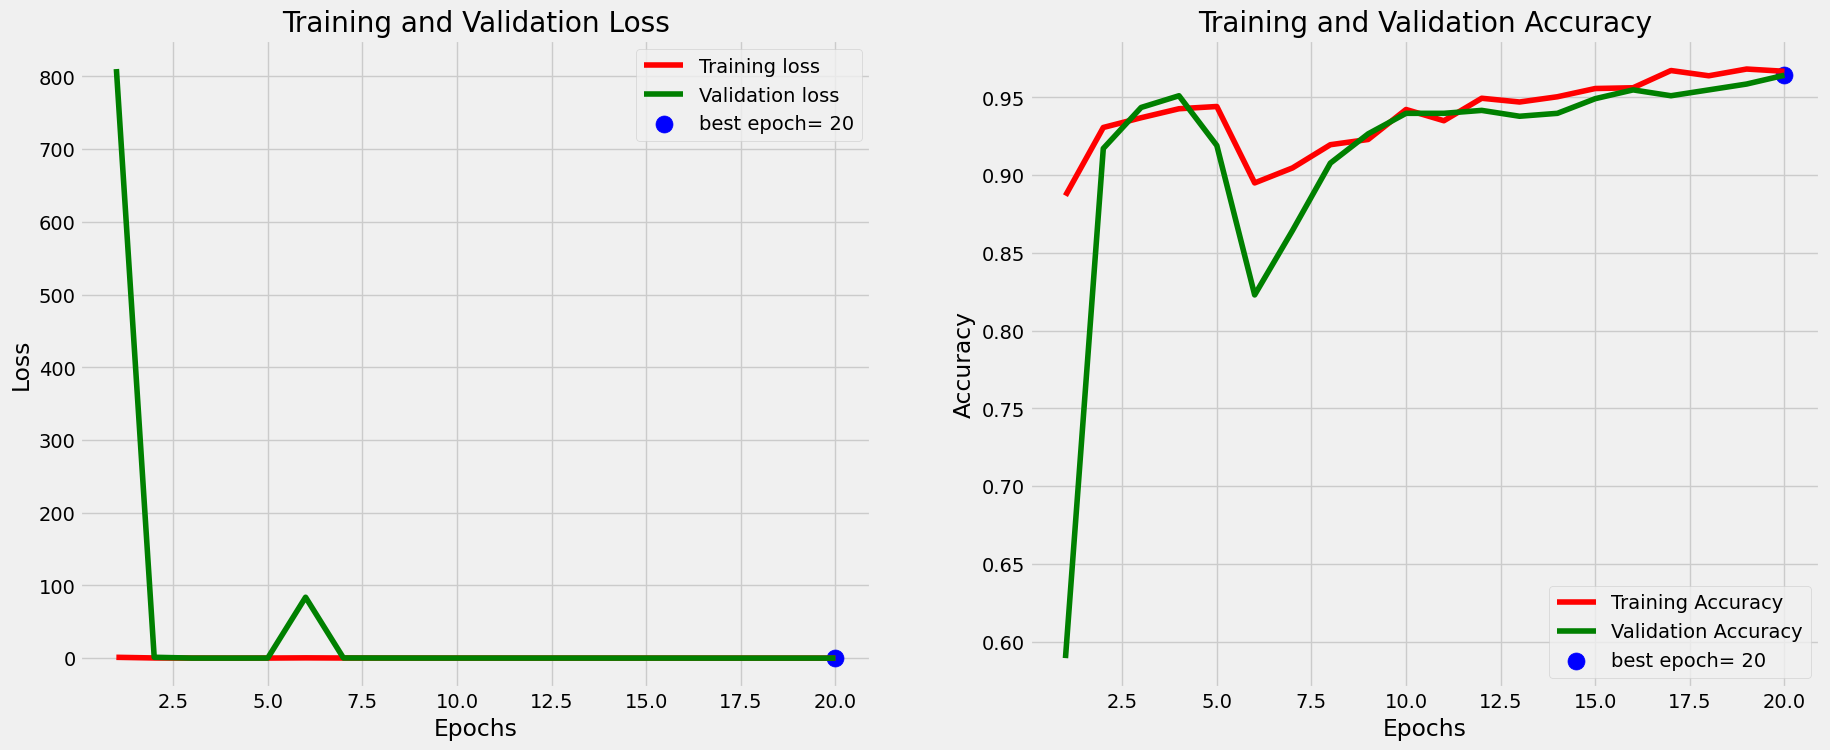 Training and Validation Loss
Training loss
Validation loss
best epoch= 20
800
700
600
500
400
300
200
100
0
Loss
2.5 5.0 7.5 10.0 12.5 15.0 17.5 20.0
Epochs
Training and Validation Accuracy
0.95
0.90
0.85
0.80
0.75
0.70
0.65
0.60
Accuracy
Training Accuracy
Validation Accuracy
best epoch= 20
2.5 5.0 7.5 10.0 12.5 15.0 17.5 20.0
Epochs